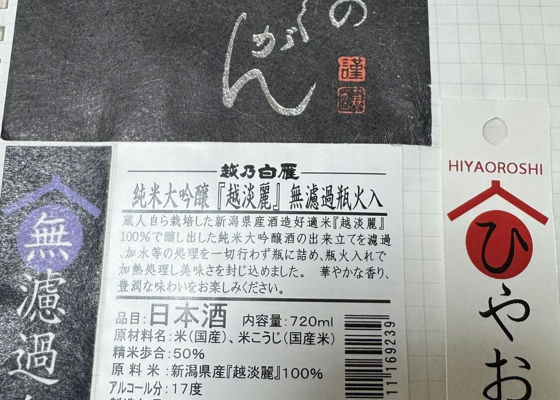 の
くがん
謹醸
無濾過
越乃白雁
純米大吟醸『越淡麗』無濾過瓶火入
蔵人自ら栽培した新潟県産酒造好適米『越淡麗』
100%で醸し出した純米大吟醸酒の出来立てを濾過
、加水等の処理を一切行わず瓶に詰め、瓶火入れで
加熱処理し美味さを封じ込めました。 華やかな香り、
豊潤な味わいをお楽しみください。
品目:日本酒 内容量:720ml
原材料名:米(国産)、米こうじ(国産米)
精米歩合:50%
原料米:新潟県産『越淡麗』100%
アルコール分:17度
11169239
HIYAOROSHI
ひやお